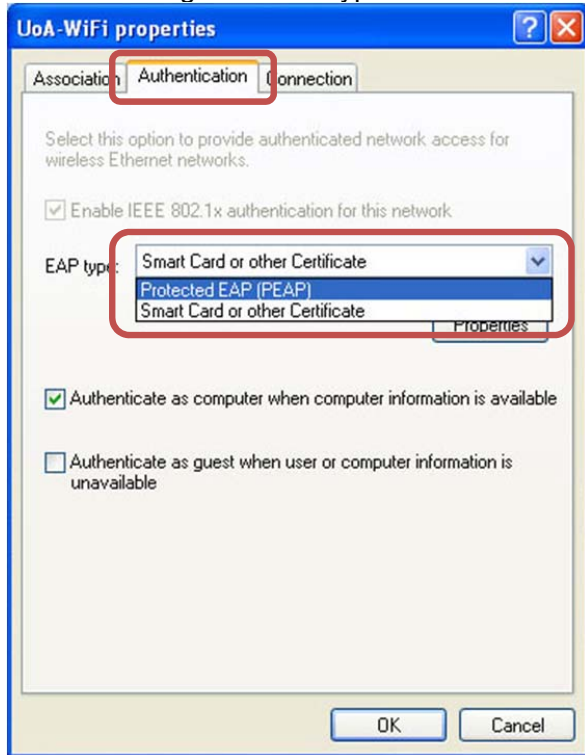 UoA-WiFi properties
Association Authentication Connection
Select this option to provide authenticated network access for
wireless Ethernet networks.
Enable IEEE 802.1x authentication for this network
EAP type: Smart Card or other Certificate
Protected EAP (PEAP)
Smart Card or other Certificate
Properties
Authenticate as computer when computer information is available
Authenticate as guest when user or computer information is
unavailable
OK Cancel